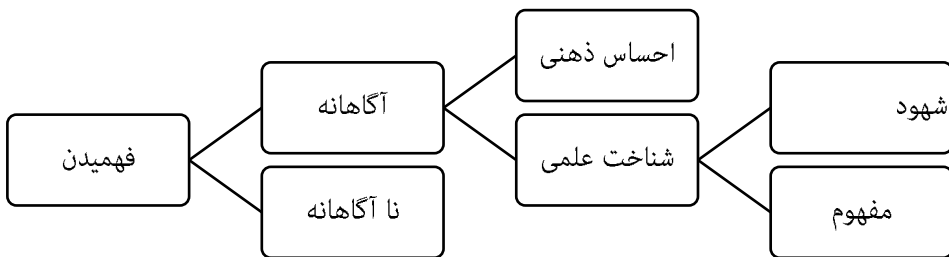 فهمیدن
آگاهانه
نا آگاهانه
احساس ذهنی
شناخت علمی
شهود
مفهوم